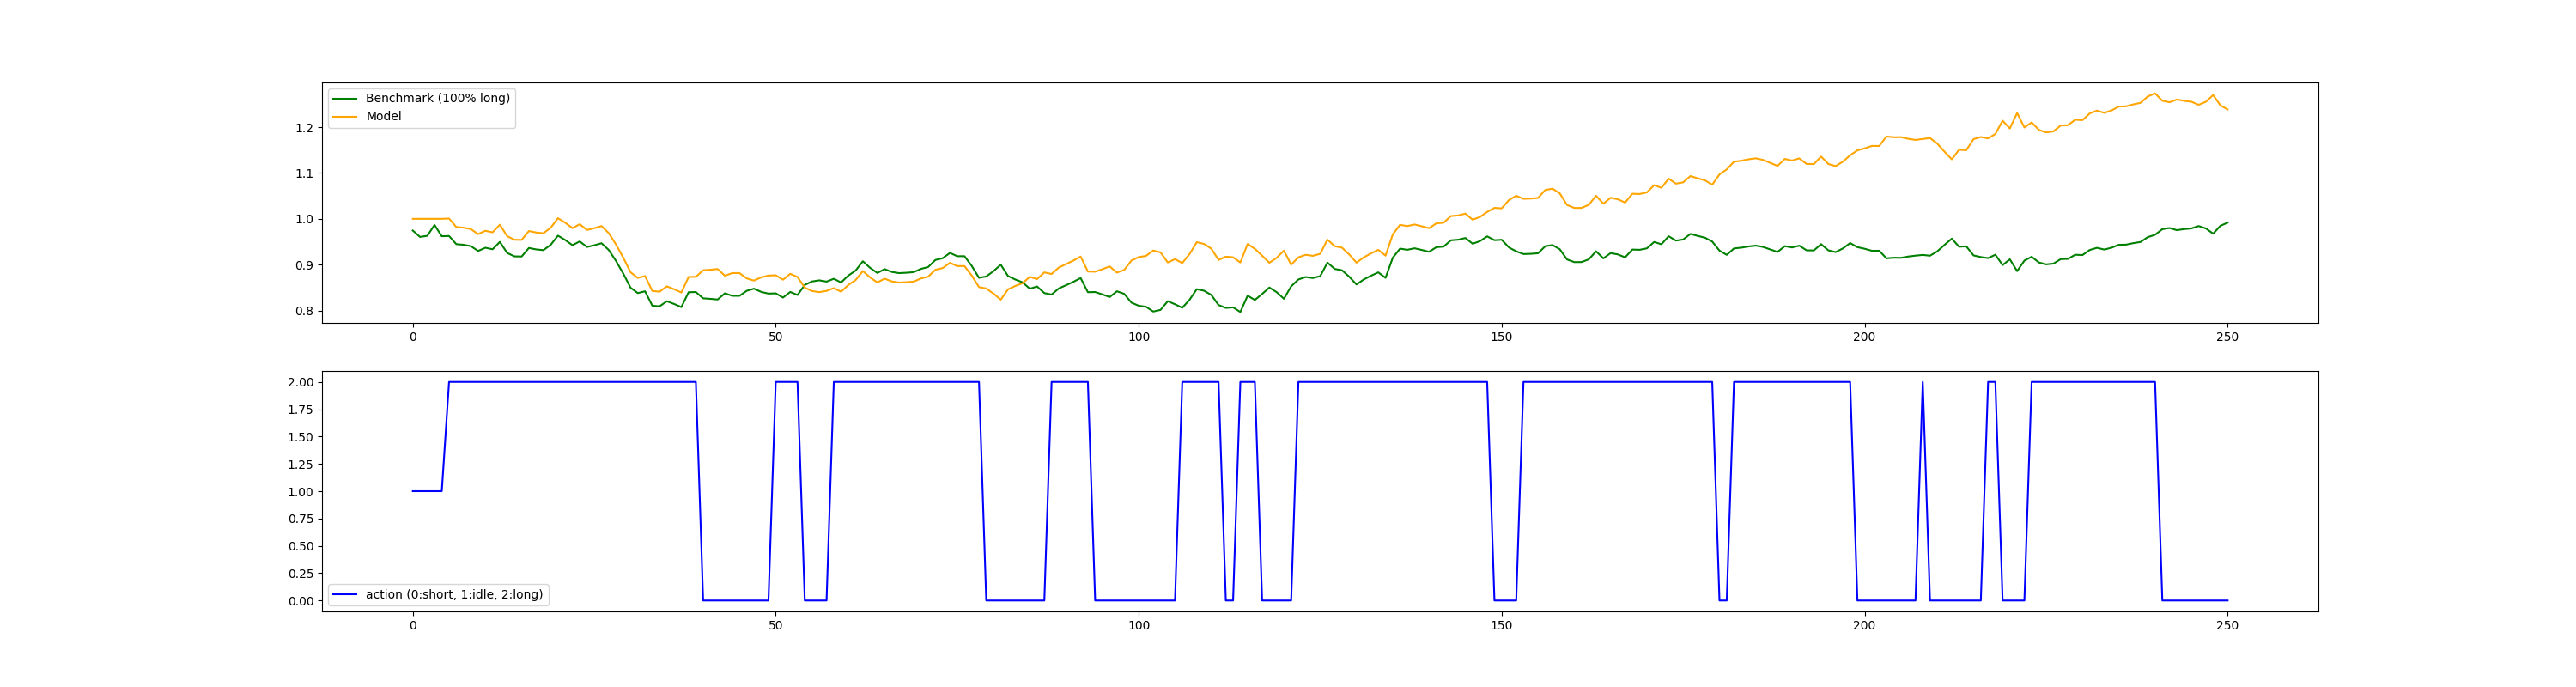 Benchmark (100% long)
Model
1.2
1.1
1.0
0.9
0.8
0 50 100 150 200 250
2.00
1.75
1.50
1.25
1.00
0.75
0.50
0.25
0.00
action (0:short, 1:idle, 2:long)
0 50 100 150 200 250